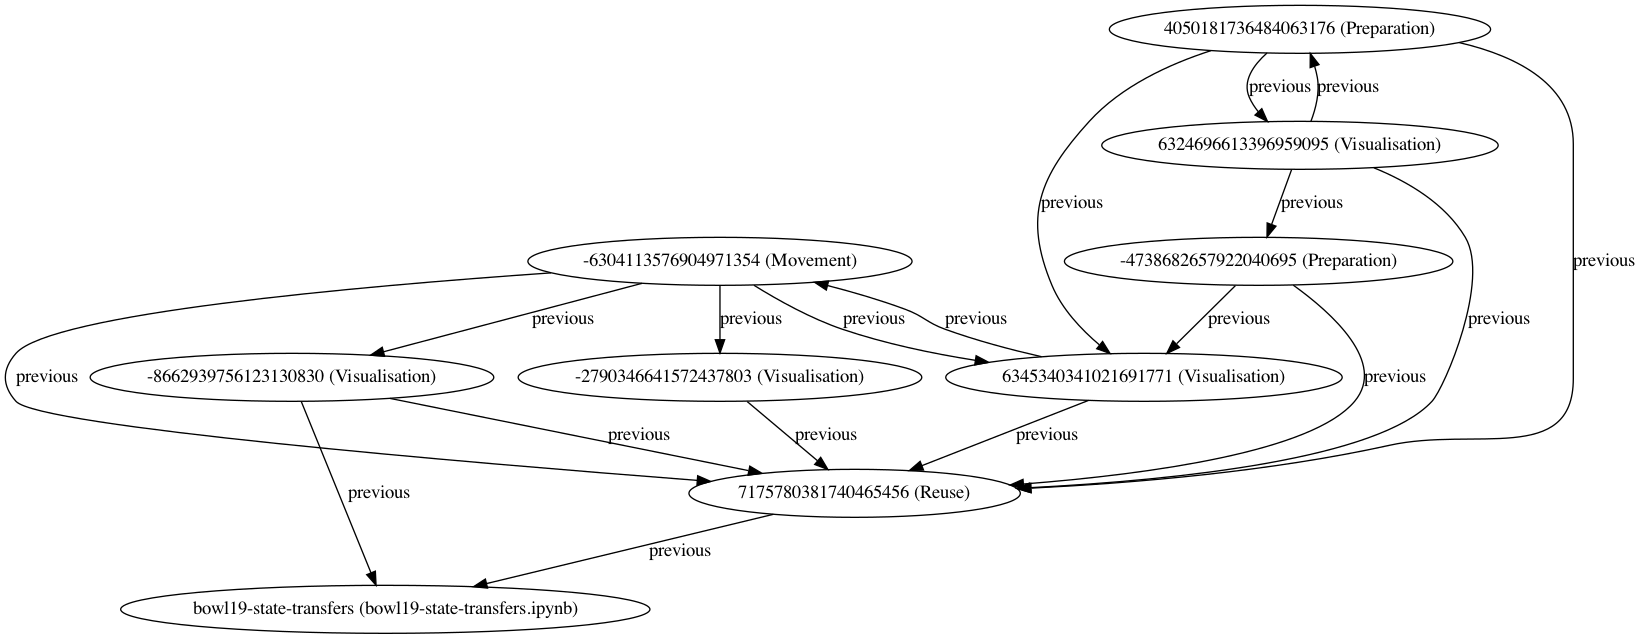 4050181736484063176 (Preparation)
previous
previous
6324696613396959095 (Visualisation)
previous
previous
previous
-6304113576904971354 (Movement)
-4738682657922040695 (Preparation)
previous
previous
previous
previous
previous
previous
previous
previous
-8662939756123130830 (Visualisation)
-2790346641572437803 (Visualisation)
6345340341021691771 (Visualisation)
previous
previous
previous
previous
previous
7175780381740465456 (Reuse)
previous
bowl19-state-transfers (bowl19-state-transfers.ipynb)